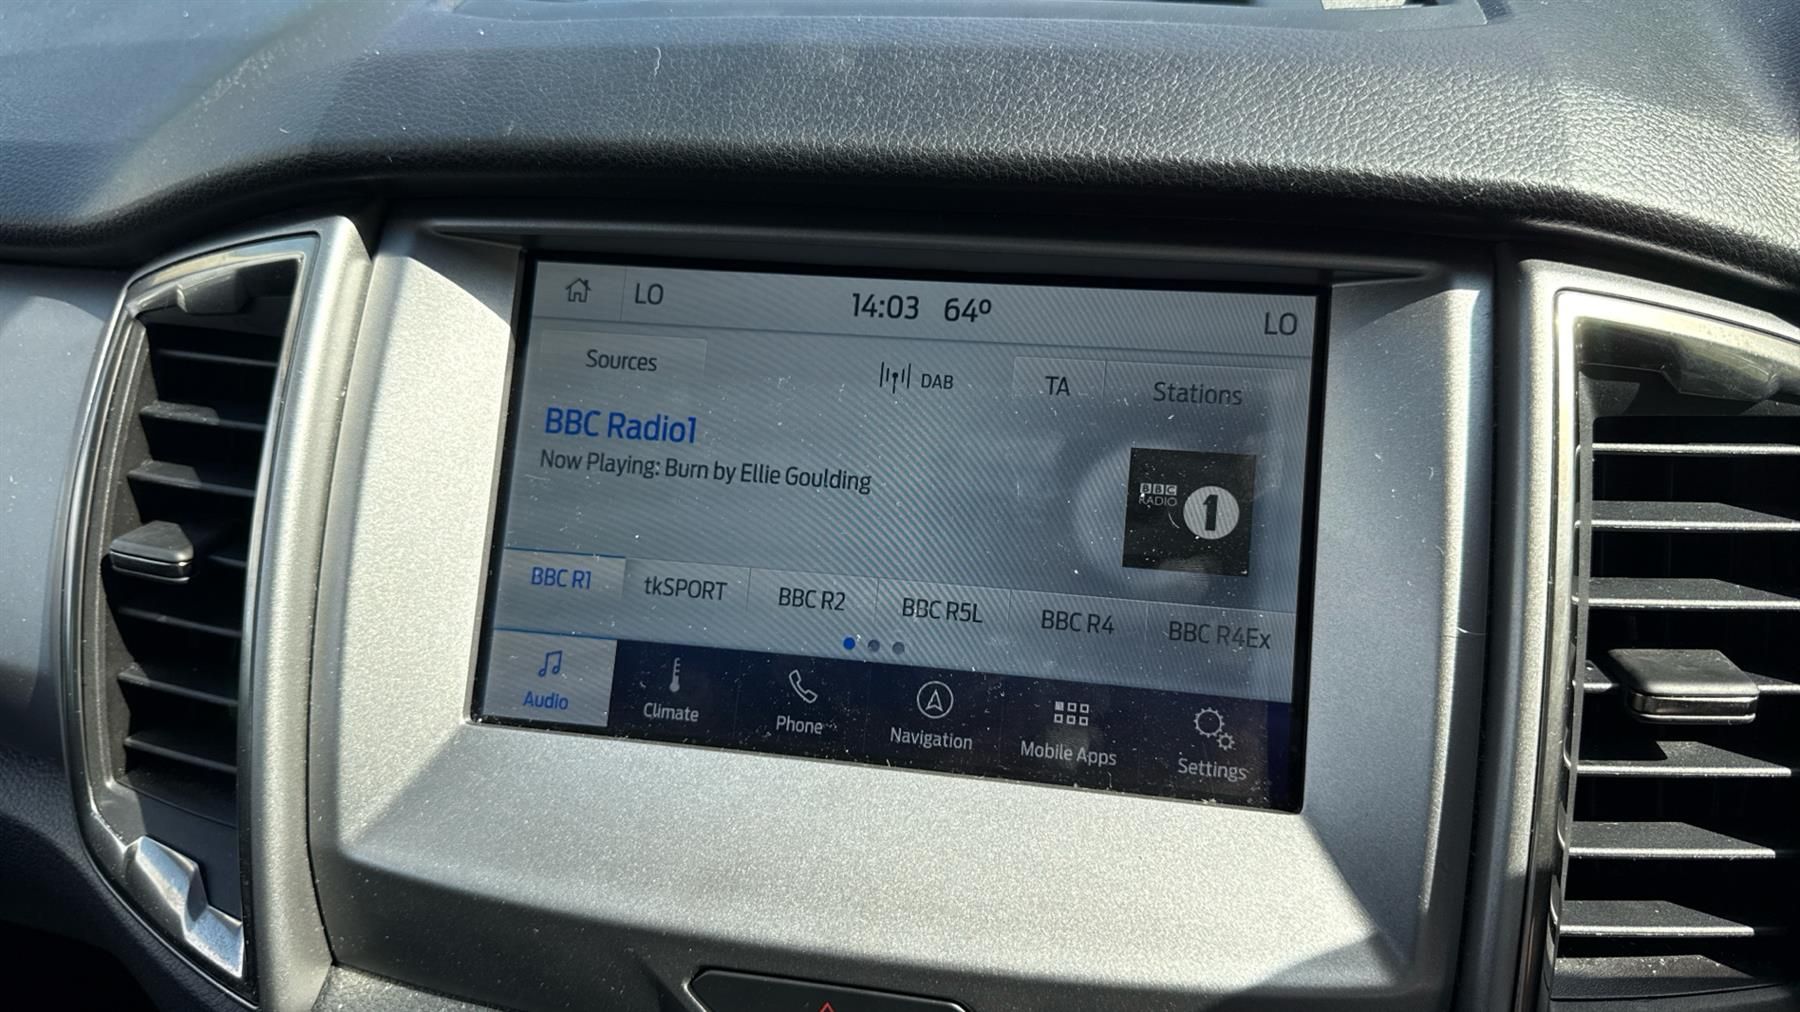 LO 14:03 64º LO
Sources DAB TA Stations
BBC Radio1
Now Playing: Burn by Ellie Goulding
BBC
RADIO 1
BBC R1 tkSPORT BBC R2 BBC R5L BBC R4 BBC R4Ex
Audio Climate Phone Navigation Mobile Apps Settings